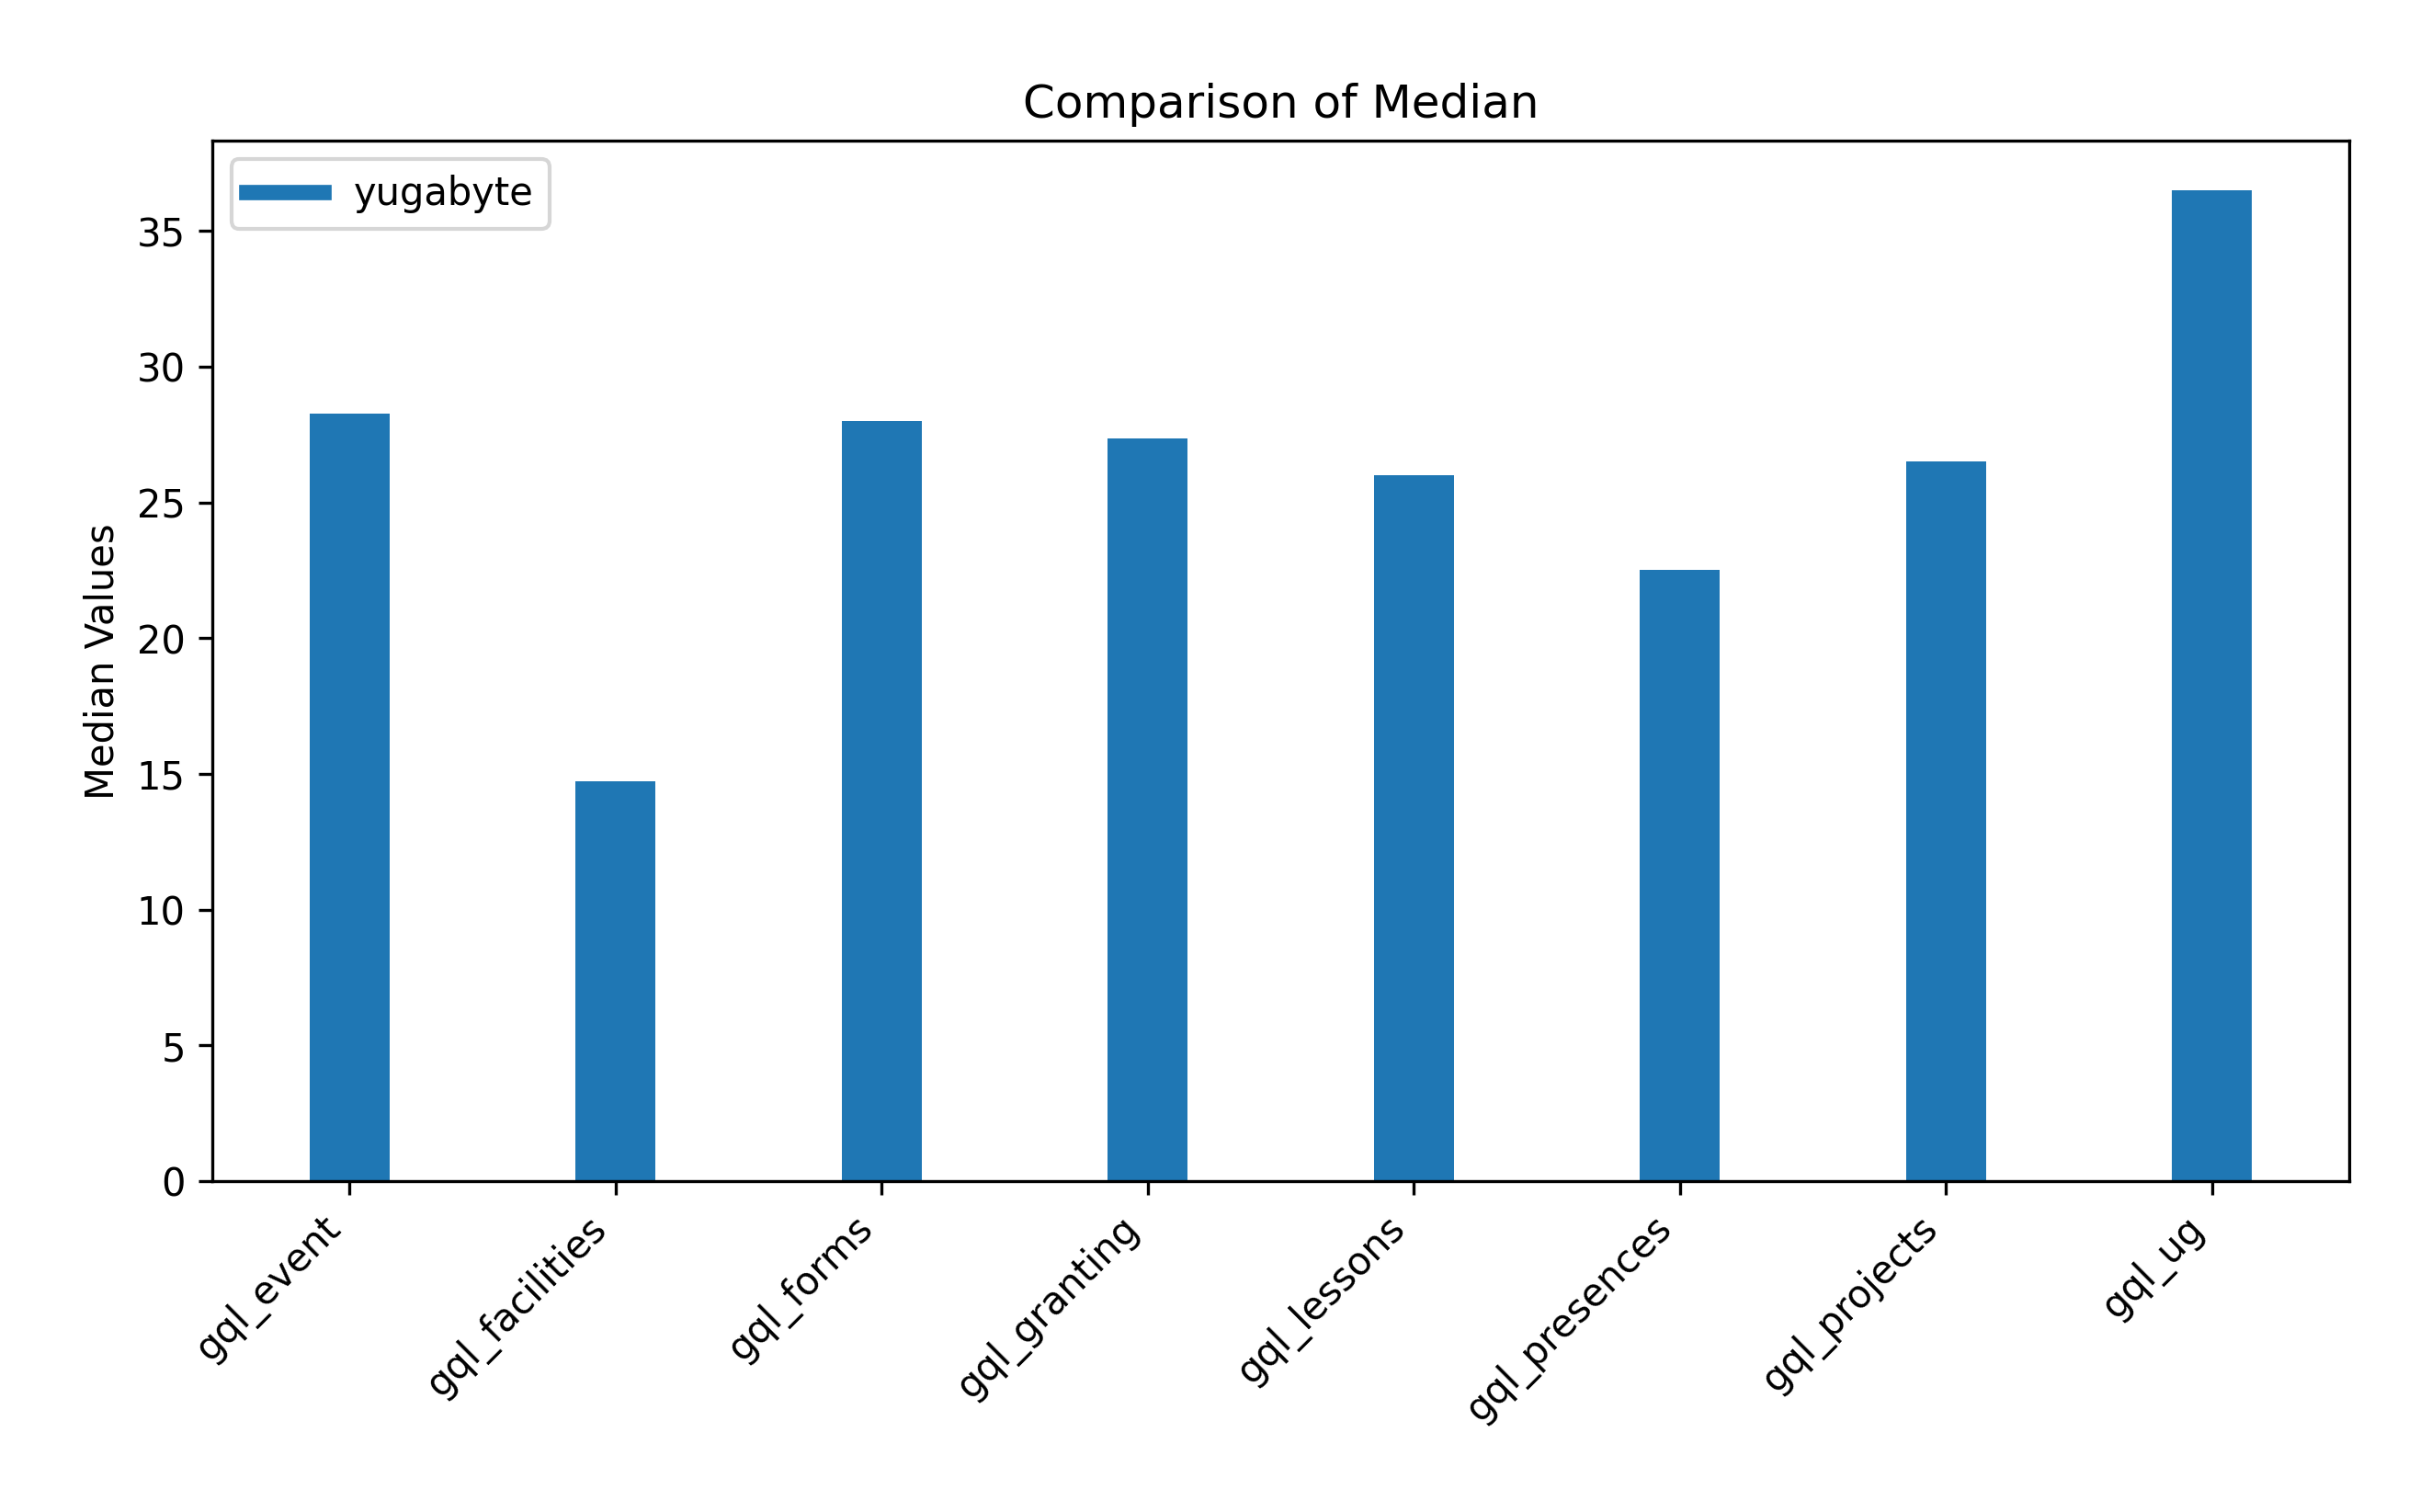 Comparison of Median
yugabyte
Median Values
35
30
25
20
15
10
5
0
gql_event
gql_facilities
gql_forms
gql_granting
gql_lessons
gql_presences
gql_projects
gql_ug